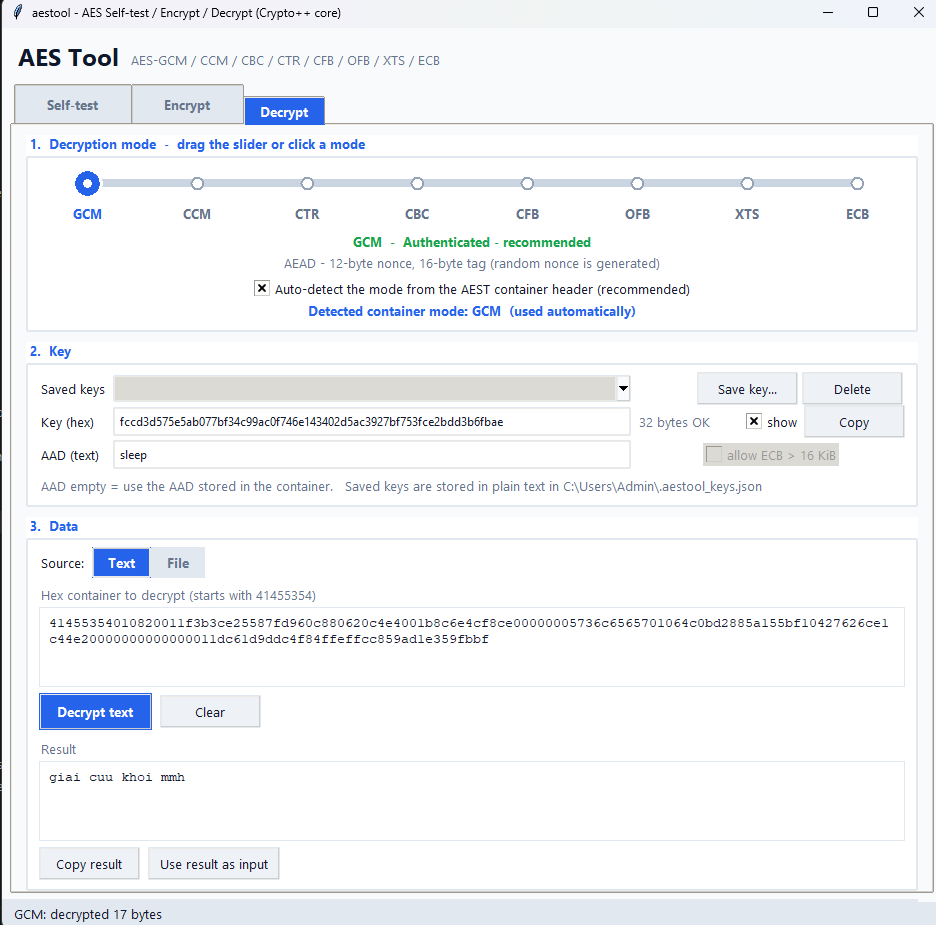 aestool - AES Self-test / Encrypt / Decrypt (Crypto++ core)
AES Tool AES-GCM / CCM / CBC / CTR / CFB / OFB / XTS / ECB
Self-test Encrypt Decrypt
1. Decryption mode - drag the slider or click a mode
GCM CCM CTR CBC CFB OFB XTS ECB
GCM - Authenticated - recommended
AEAD - 12-byte nonce, 16-byte tag (random nonce is generated)
Auto-detect the mode from the AEST container header (recommended)
Detected container mode: GCM (used automatically)
2. Key
Saved keys Save key... Delete
Key (hex) fccd3d575e5ab077bf34c99ac0f746e143402d5ac3927bf753fce2bdd3b6fbae 32 bytes OK show Copy
AAD (text) sleep allow ECB > 16 KiB
AAD empty = use the AAD stored in the container. Saved keys are stored in plain text in C:\Users\Admin\.aestool_keys.json
3. Data
Source: Text File
Hex container to decrypt (starts with 41455354)
41455354010820011f3b3ce25587fd960c880620c4e4001b8c6e4cf8ce00000005736c6565701064c0bd2885a155bf10427626ce1
c44e20000000000000011dc61d9ddc4f84ffeffcc859ad1e359fbbf
Decrypt text Clear
Result
giai cuu khoi mmh
Copy result Use result as input
GCM: decrypted 17 bytes